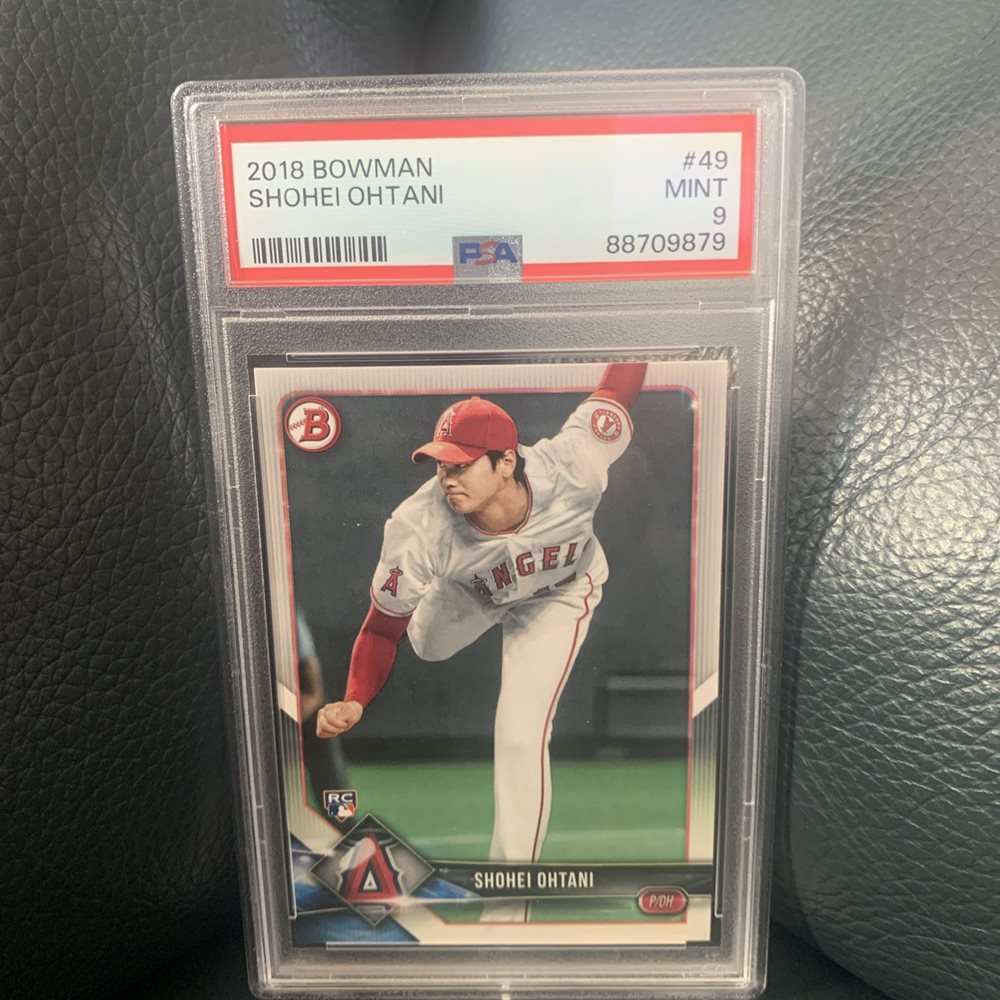 2018 BOWMAN #49
SHOHEI OHTANI MINT
9
PSA 88709879
B
A
A
ANGEL
RC
A
SHOHEI OHTANI
P/DH